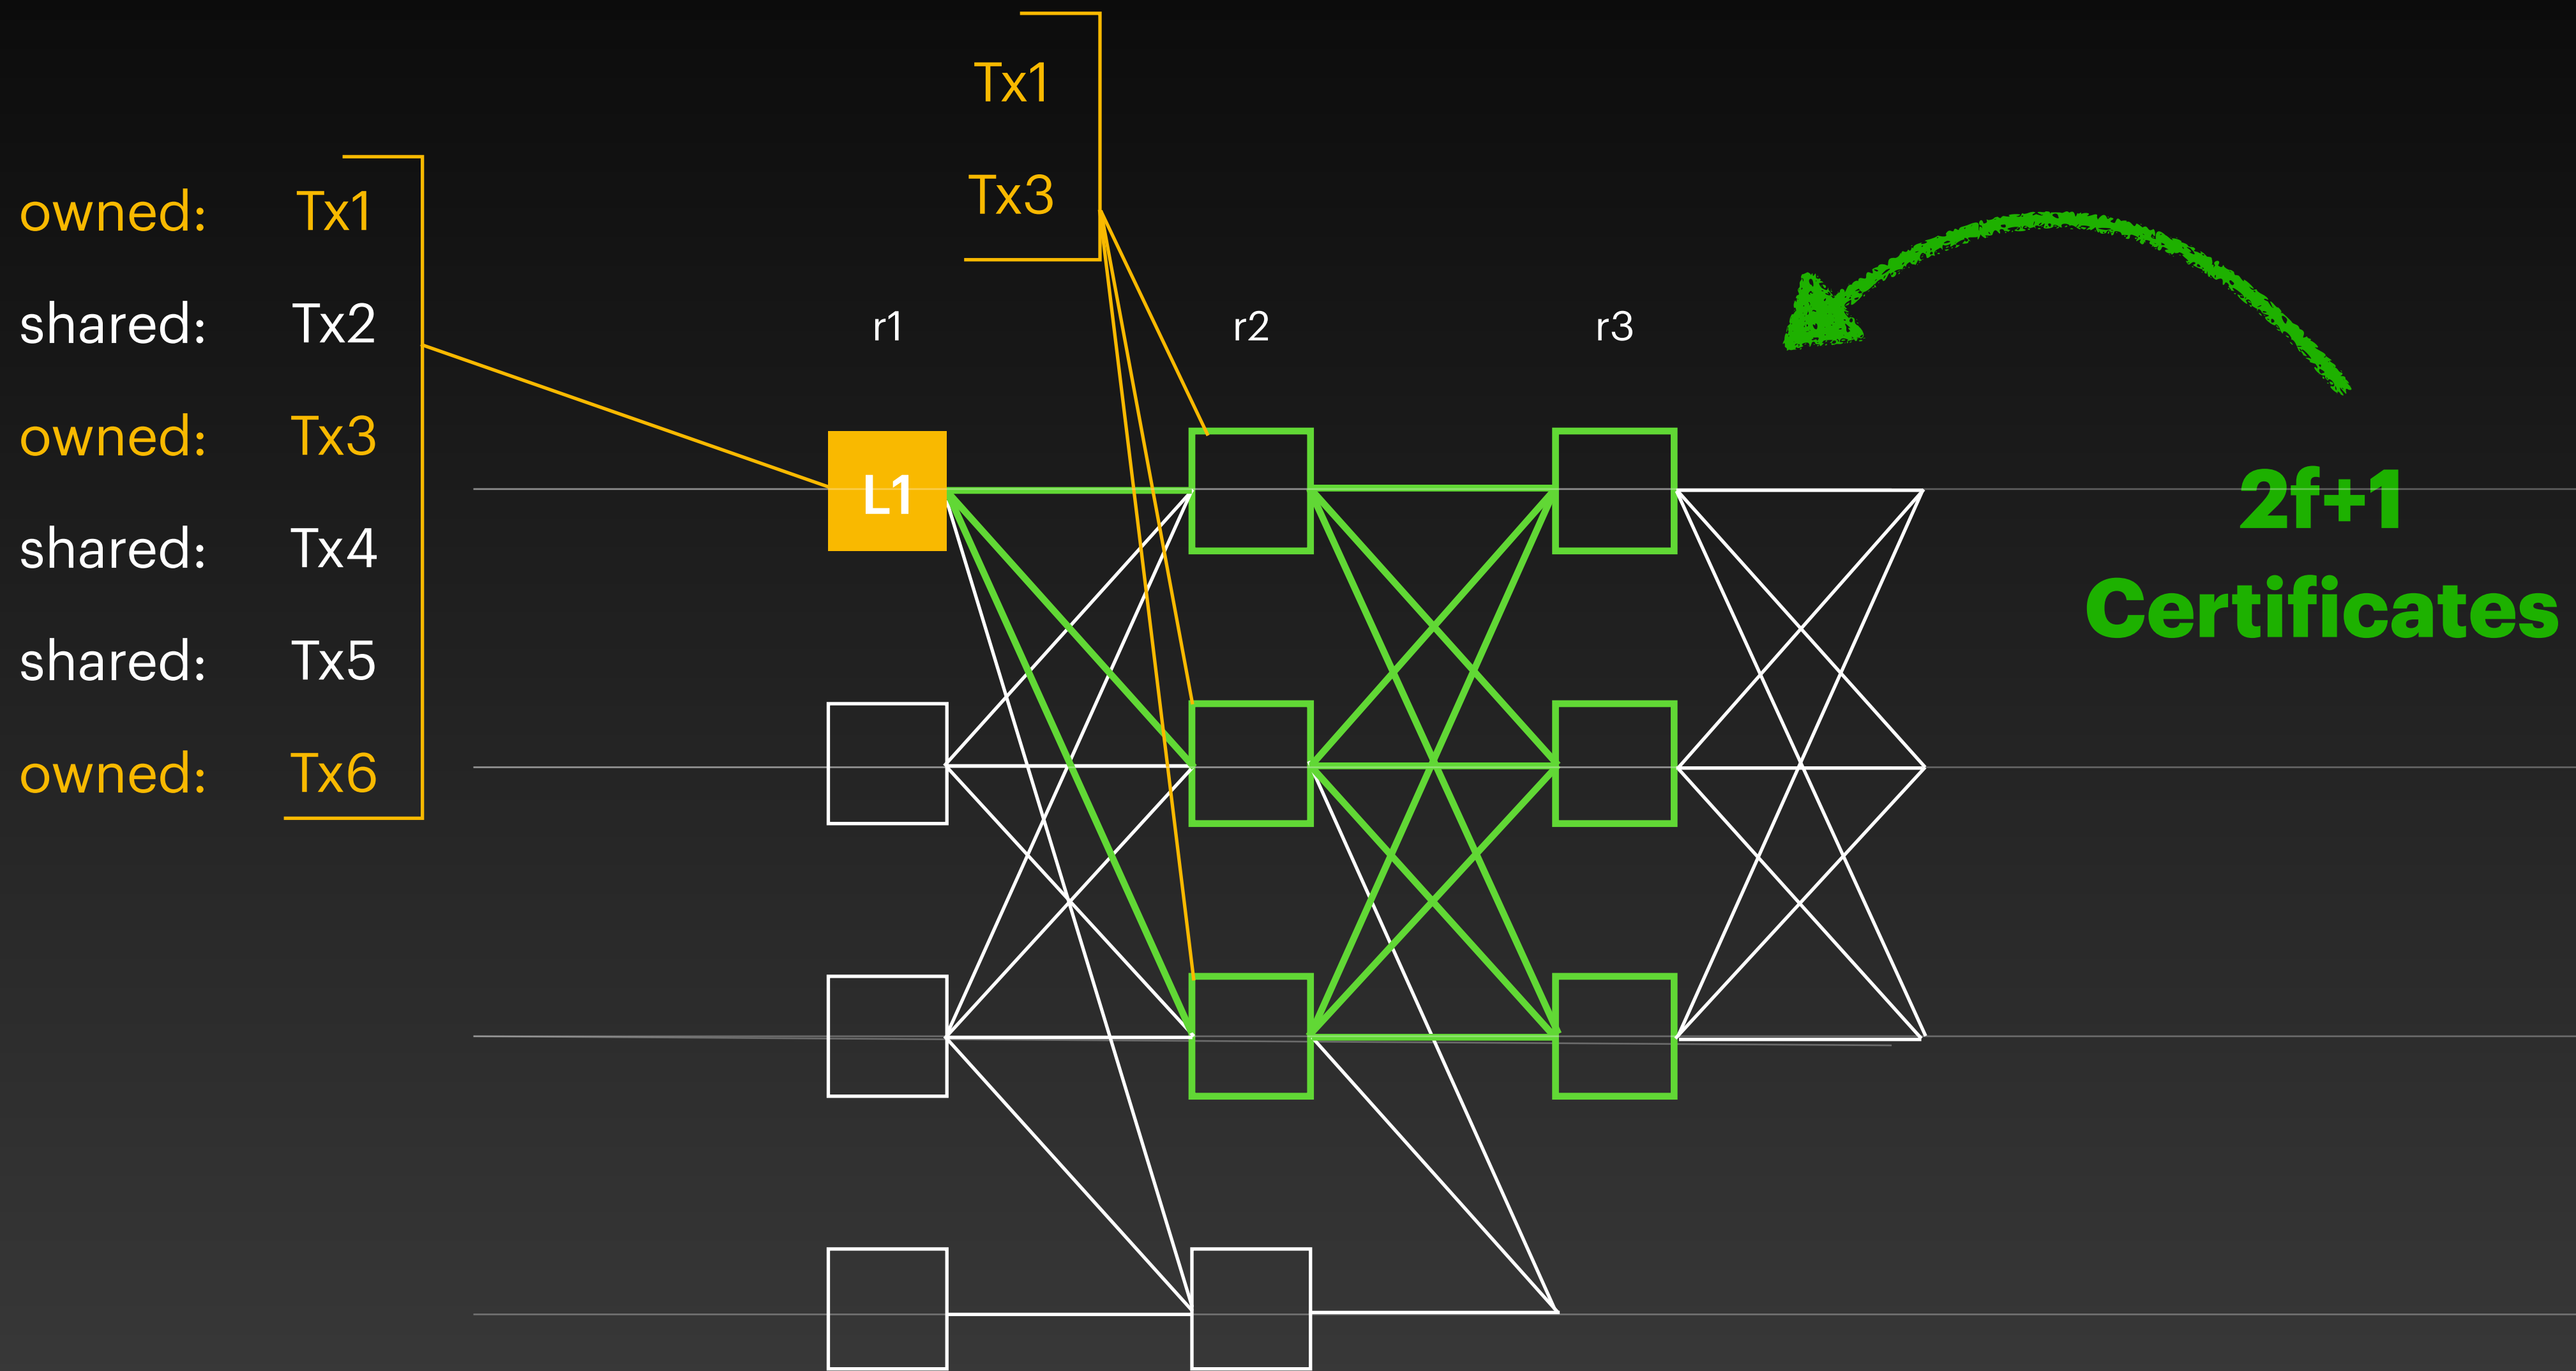 Tx1
Tx3
owned: Tx1
shared: Tx2
owned: Tx3
shared: Tx4
shared: Tx5
owned: Tx6
r1 r2 r3
L1
2f+1
Certificates